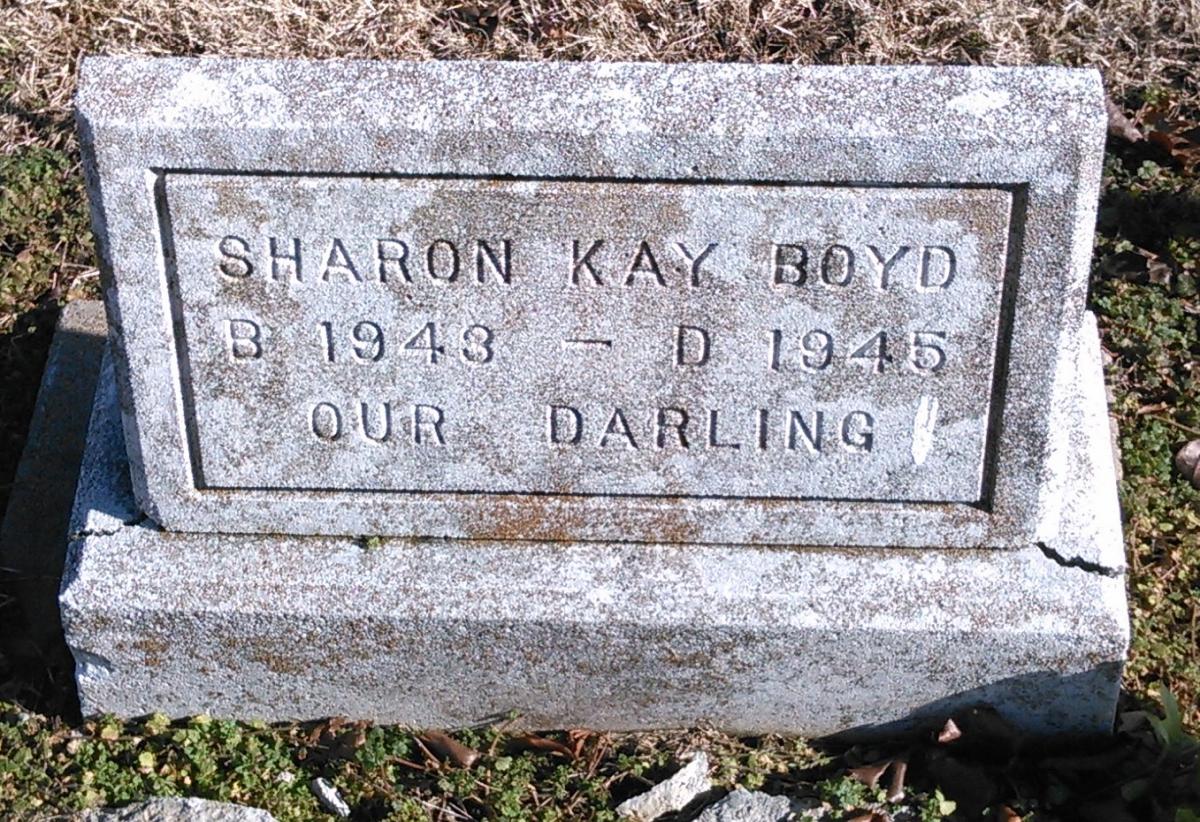 SHARON KAY BOYD
B 1943 - D 1945
OUR DARLING